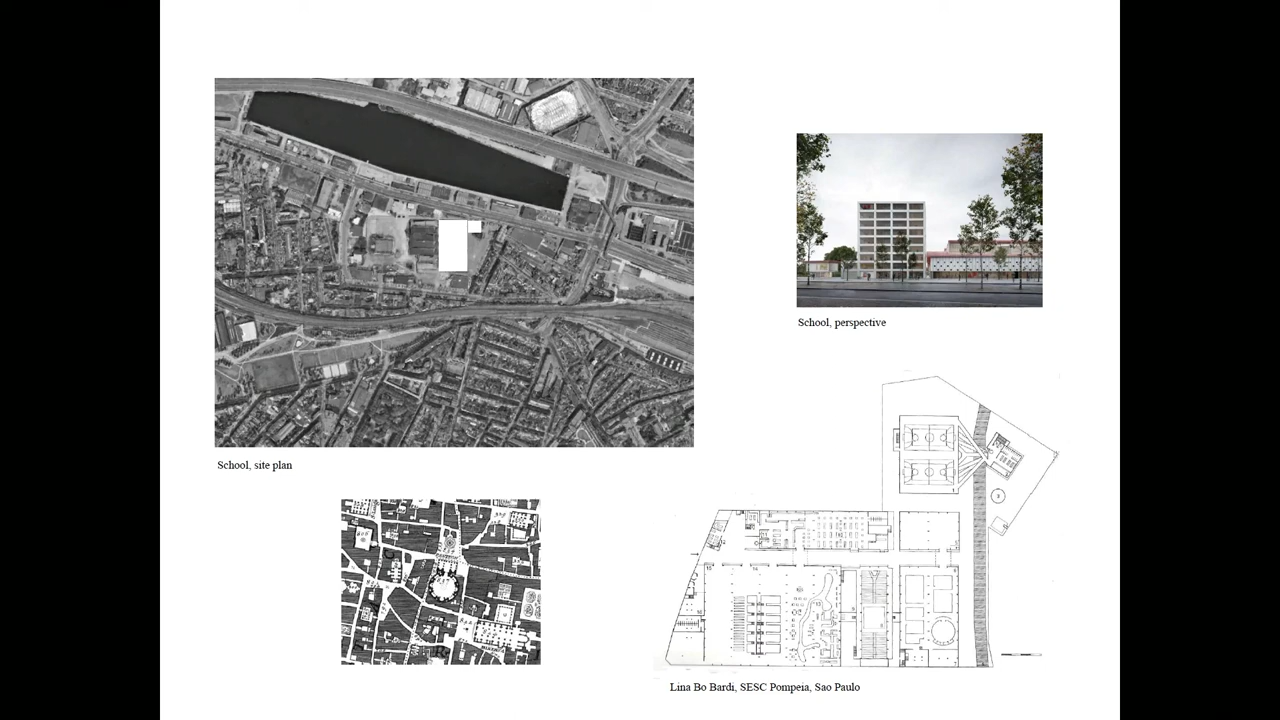 School, perspective
School, site plan
Lina Bo Bardi, SESC Pompeia, Sao Paulo